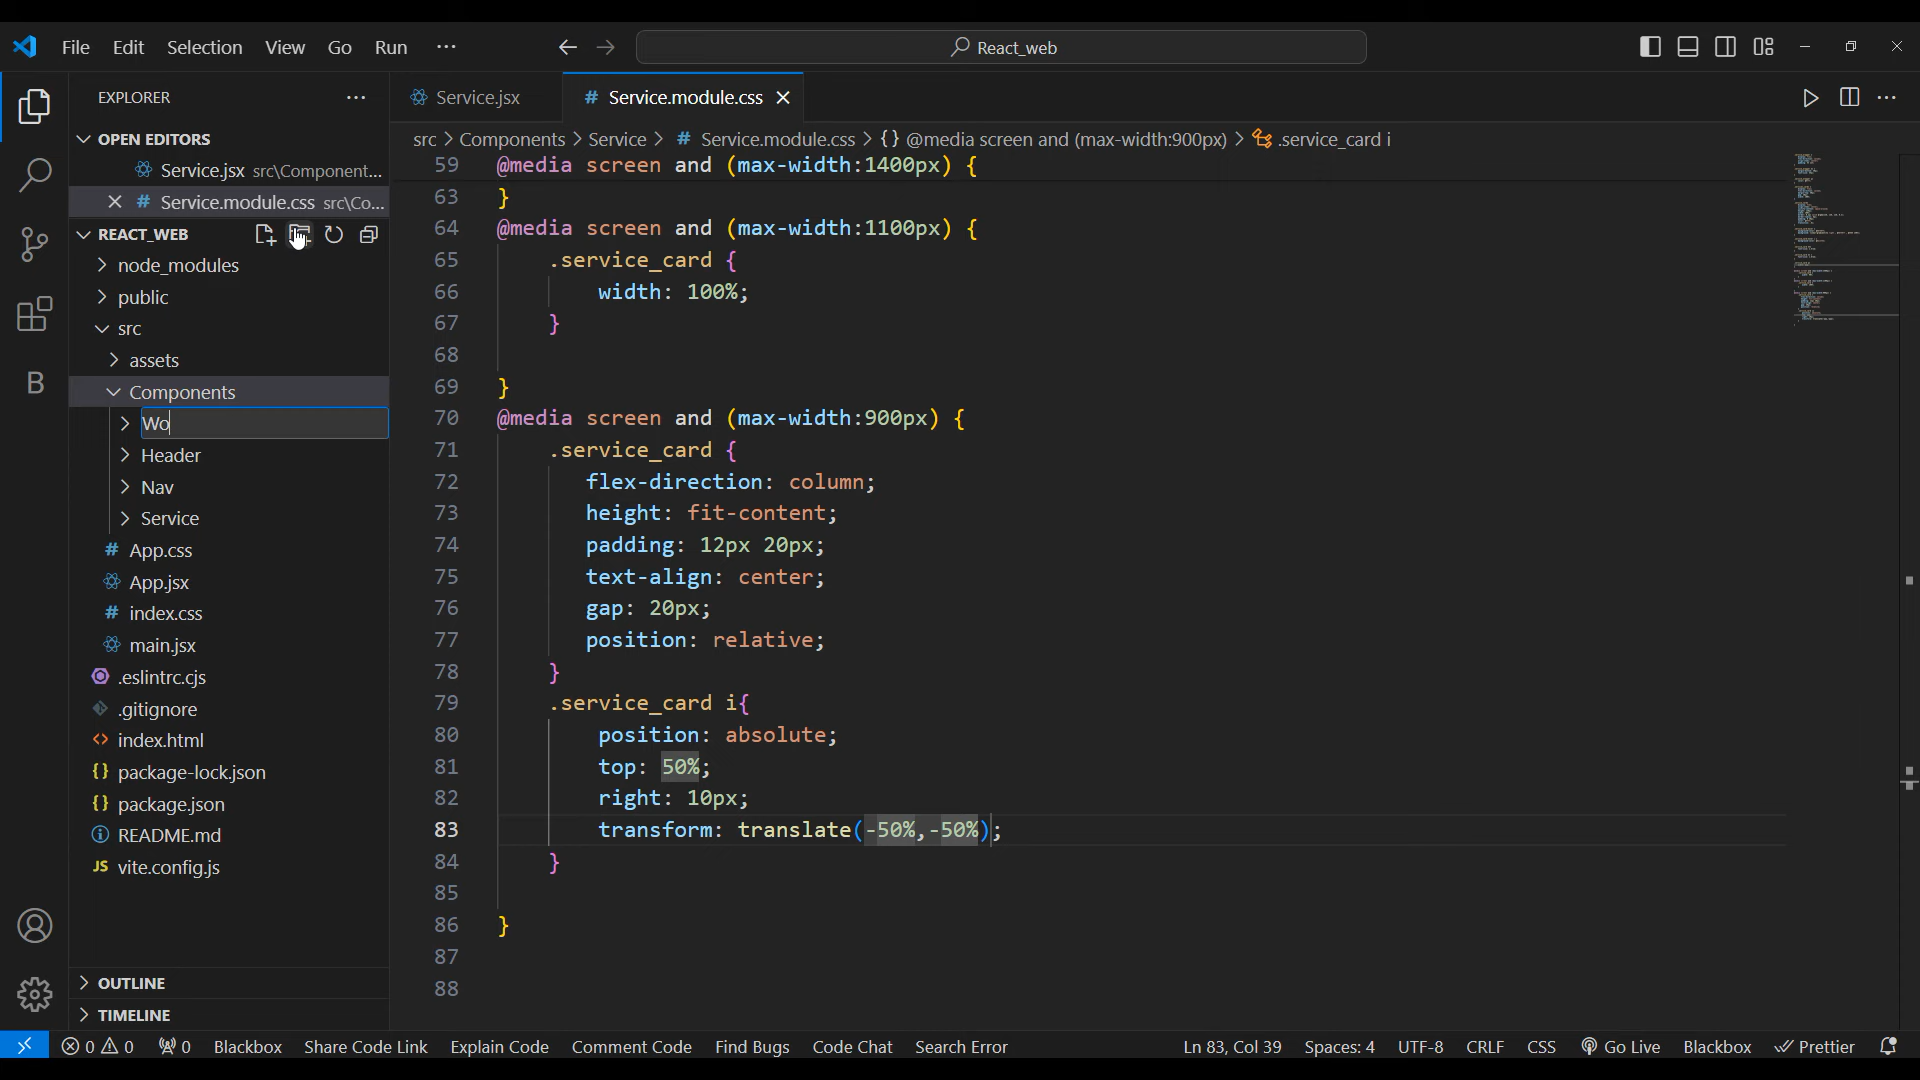 File Edit Selection View Go Run ··· React_web
EXPLORER ···
OPEN EDITORS
Service.jsx src\Component...
Service.module.css src\Co...
REACT_WEB
node_modules
public
src
assets
Components
Wo
Header
Nav
Service
# App.css
App.jsx
# index.css
main.jsx
.eslintrc.cjs
.gitignore
index.html
{} package-lock.json
{} package.json
README.md
JS vite.config.js
OUTLINE
TIMELINE
B
Service.jsx # Service.module.css
src > Components > Service > # Service.module.css > {} @media screen and (max-width:900px) > .service_card i
59 @media screen and (max-width:1400px) {
63 }
64 @media screen and (max-width:1100px) {
65 .service_card {
66 width: 100%;
67 }
68
69 }
70 @media screen and (max-width:900px) {
71 .service_card {
72 flex-direction: column;
73 height: fit-content;
74 padding: 12px 20px;
75 text-align: center;
76 gap: 20px;
77 position: relative;
78 }
79 .service_card i{
80 position: absolute;
81 top: 50%;
82 right: 10px;
83 transform: translate(-50%,-50%);
84 }
85
86 }
87
88
0 0 0 Blackbox Share Code Link Explain Code Comment Code Find Bugs Code Chat Search Error Ln 83, Col 39 Spaces: 4 UTF-8 CRLF CSS Go Live Blackbox Prettier